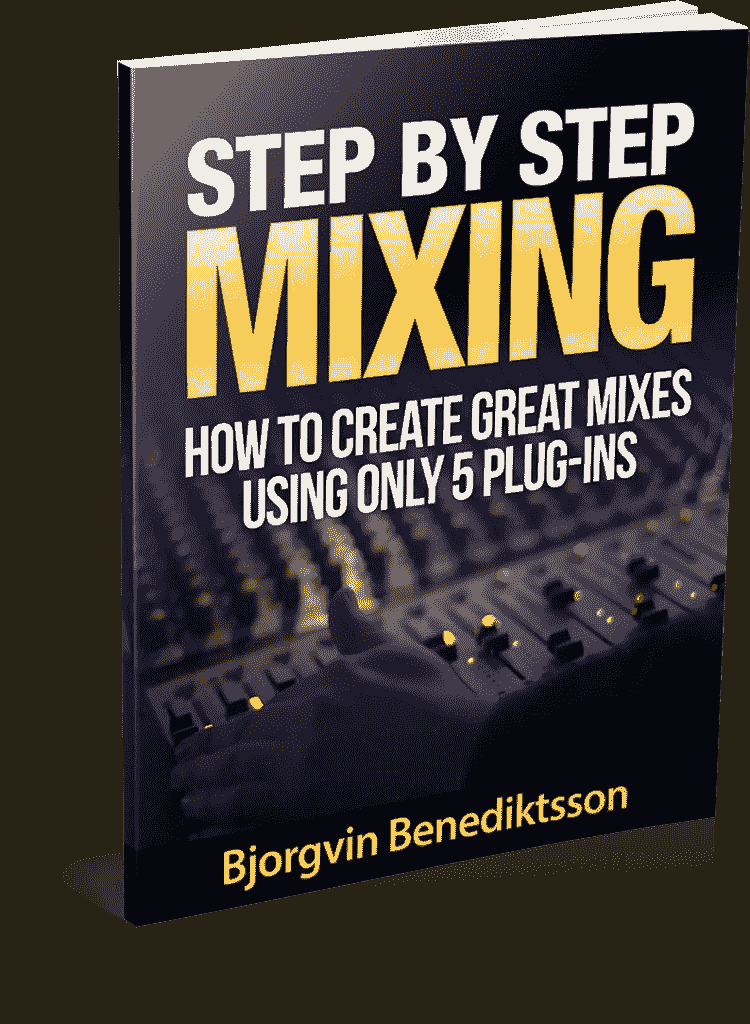 STEP BY STEP
MIXING
HOW TO CREATE GREAT MIXES
USING ONLY 5 PLUG-INS
Bjorgvin Benediktsson